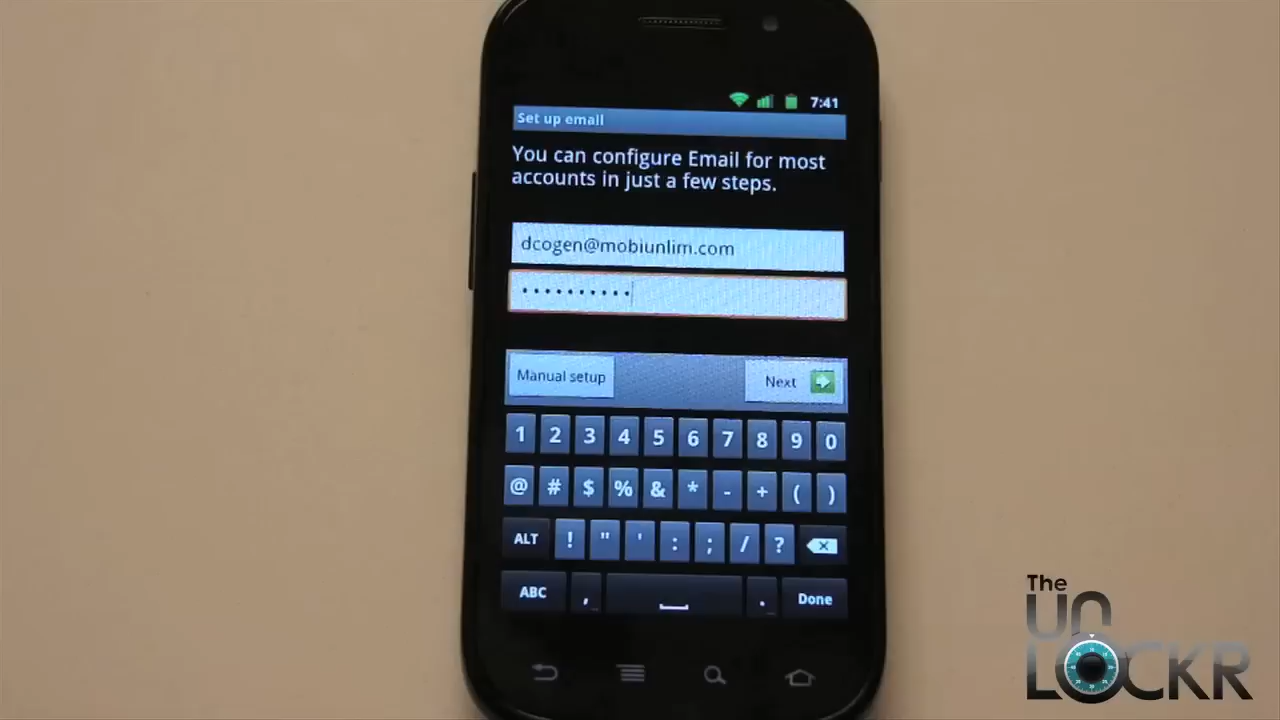 7:41
Set up email
You can configure Email for most
accounts in just a few steps.
dcogen@mobiunlim.com
••••••••••
Manual setup
Next
1 2 3 4 5 6 7 8 9 0
@ # $ % & * - + ( )
ALT ! " ' : ; / ?
ABC , . Done
The
UN
LOCKR